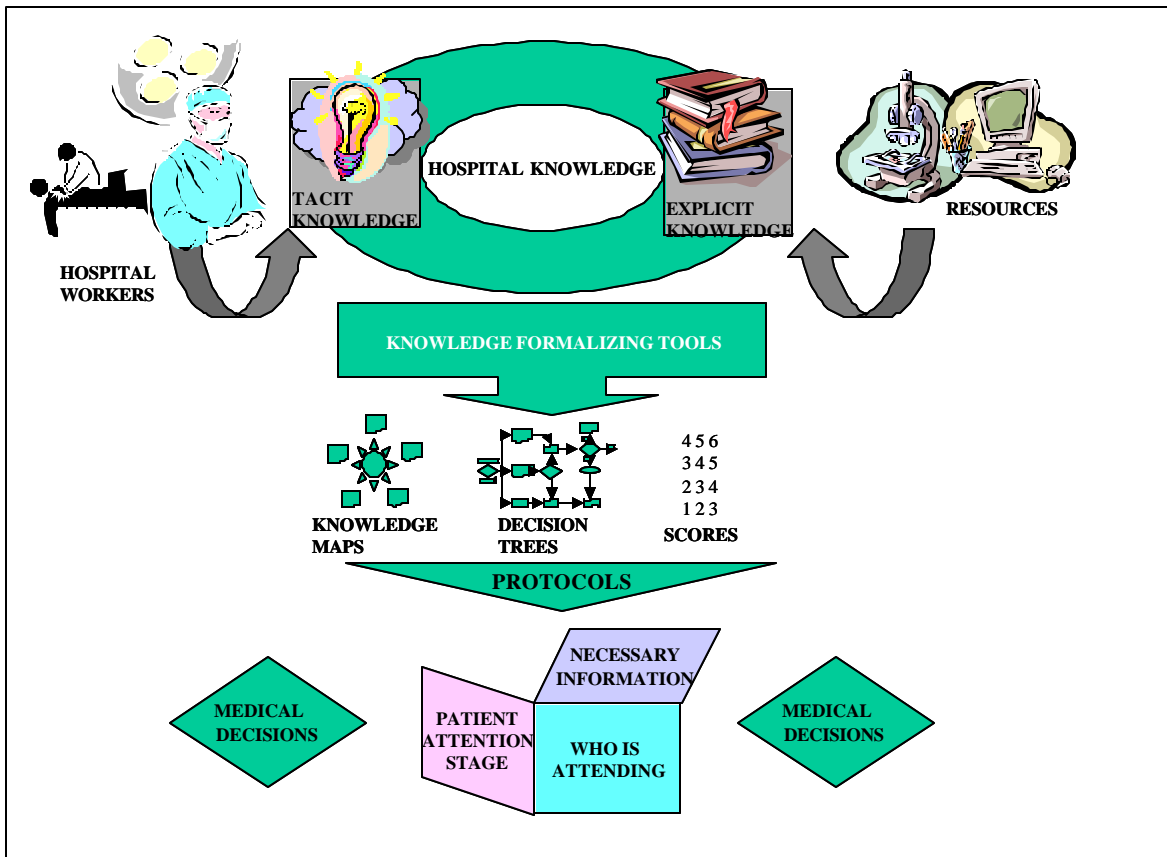 HOSPITAL KNOWLEDGE
TACIT
KNOWLEDGE
EXPLICIT
KNOWLEDGE
RESOURCES
HOSPITAL
WORKERS
KNOWLEDGE FORMALIZING TOOLS
KNOWLEDGE
MAPS
DECISION
TREES
4 5 6
3 4 5
2 3 4
1 2 3
SCORES
PROTOCOLS
MEDICAL
DECISIONS
PATIENT
ATTENTION
STAGE
NECESSARY
INFORMATION
WHO IS
ATTENDING
MEDICAL
DECISIONS